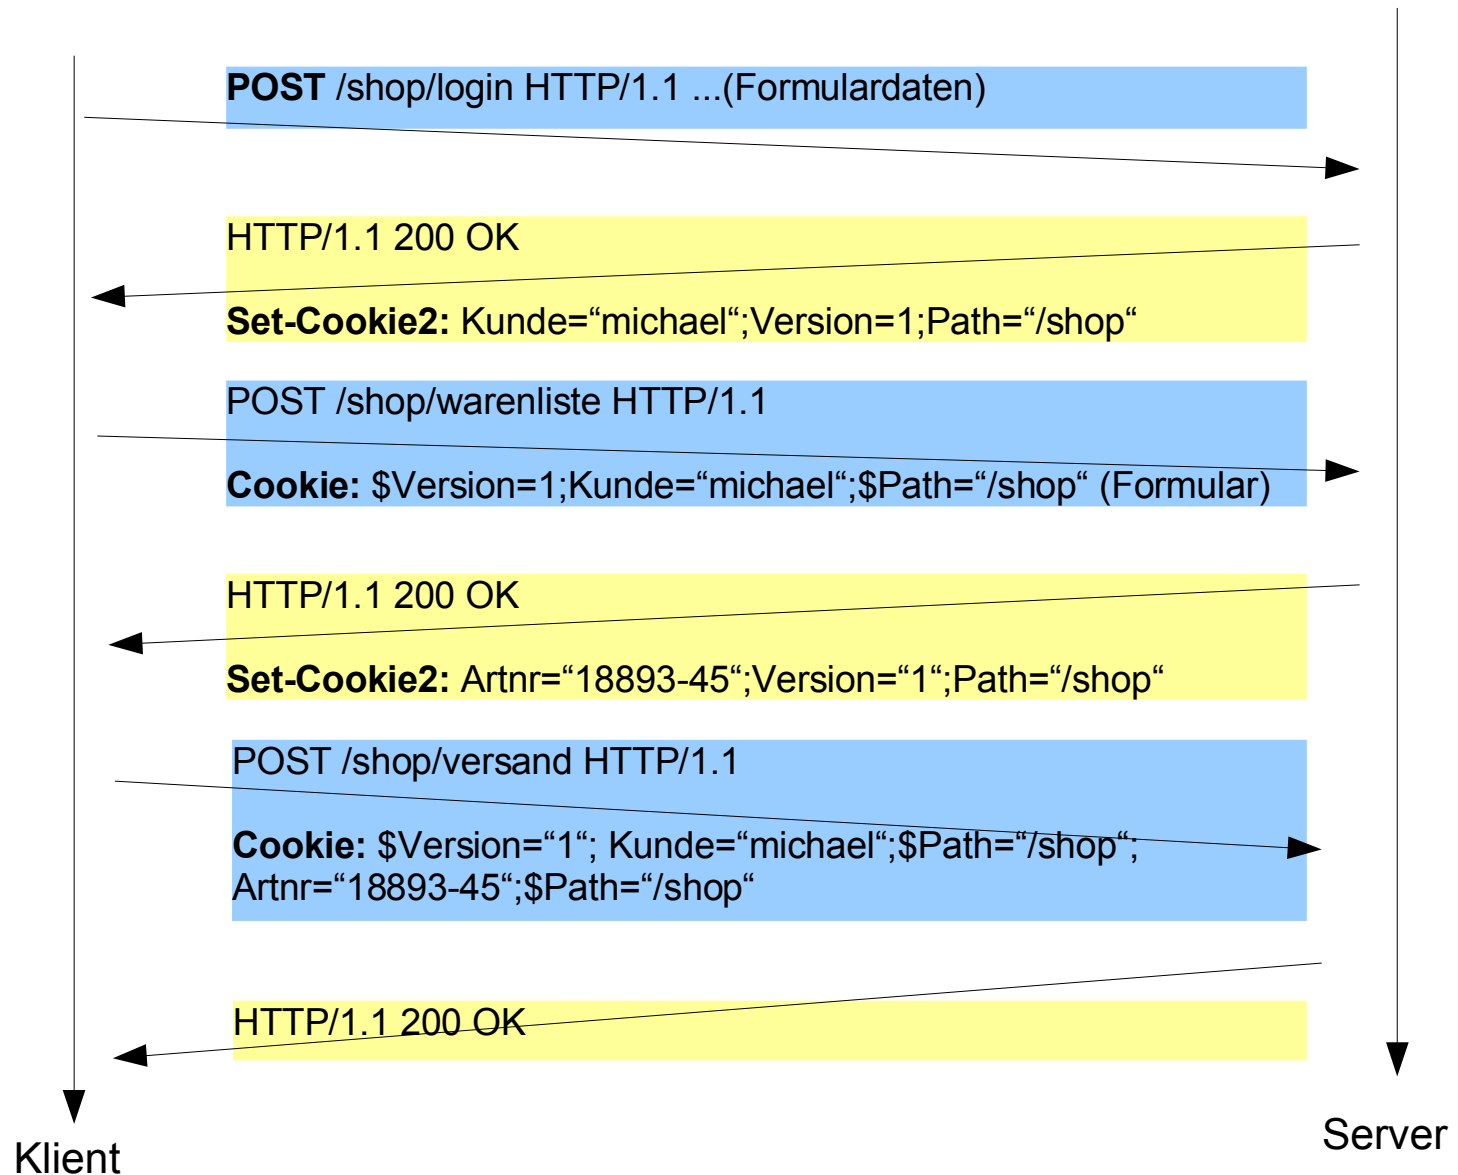 POST /shop/login HTTP/1.1 ...(Formulardaten)
HTTP/1.1 200 OK
Set-Cookie2: Kunde=“michael“;Version=1;Path=“/shop“
POST /shop/warenliste HTTP/1.1
Cookie: $Version=1;Kunde=“michael“;$Path=“/shop“ (Formular)
HTTP/1.1 200 OK
Set-Cookie2: Artnr=“18893-45“;Version=“1“;Path=“/shop“
POST /shop/versand HTTP/1.1
Cookie: $Version=“1“; Kunde=“michael“;$Path=“/shop“;
Artnr=“18893-45“;$Path=“/shop“
HTTP/1.1 200 OK
Klient
Server